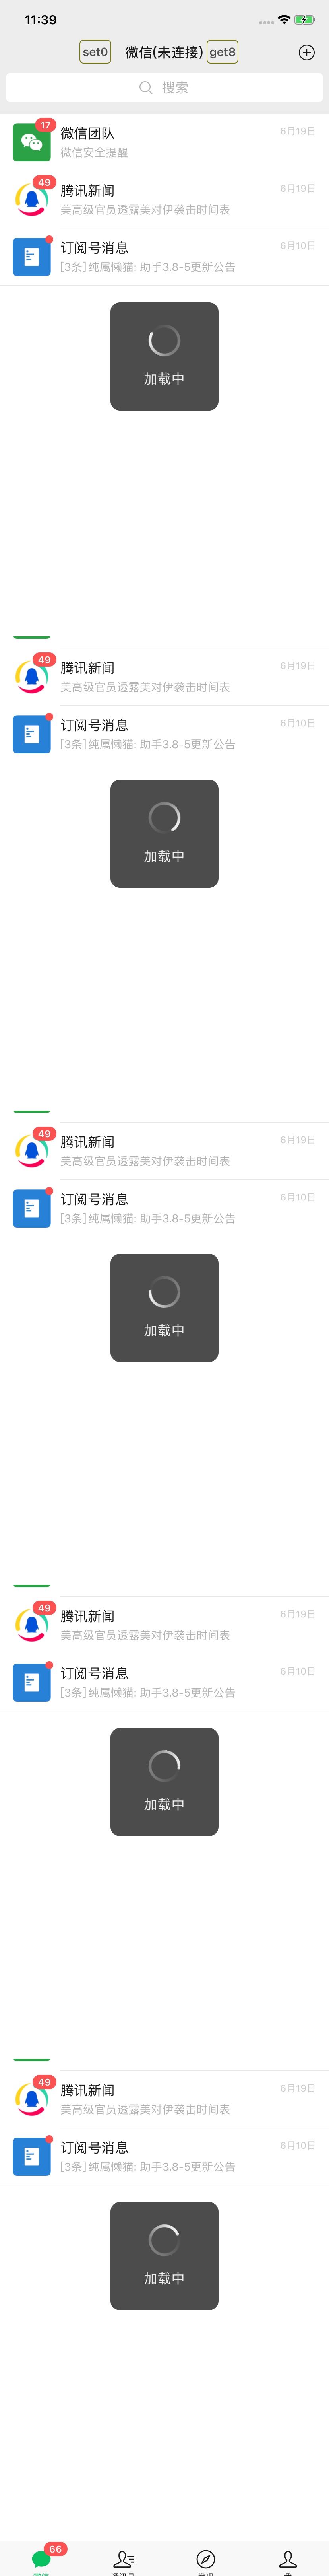 11:39
set0 微信(未连接) get8
搜索
17
微信团队 6月19日
微信安全提醒
49
腾讯新闻 6月19日
美高级官员透露美对伊袭击时间表
订阅号消息 6月10日
[3条]纯属懒猫: 助手3.8-5更新公告
加载中
49
腾讯新闻 6月19日
美高级官员透露美对伊袭击时间表
订阅号消息 6月10日
[3条]纯属懒猫: 助手3.8-5更新公告
加载中
49
腾讯新闻 6月19日
美高级官员透露美对伊袭击时间表
订阅号消息 6月10日
[3条]纯属懒猫: 助手3.8-5更新公告
加载中
49
腾讯新闻 6月19日
美高级官员透露美对伊袭击时间表
订阅号消息 6月10日
[3条]纯属懒猫: 助手3.8-5更新公告
加载中
49
腾讯新闻 6月19日
美高级官员透露美对伊袭击时间表
订阅号消息 6月10日
[3条]纯属懒猫: 助手3.8-5更新公告
加载中
66